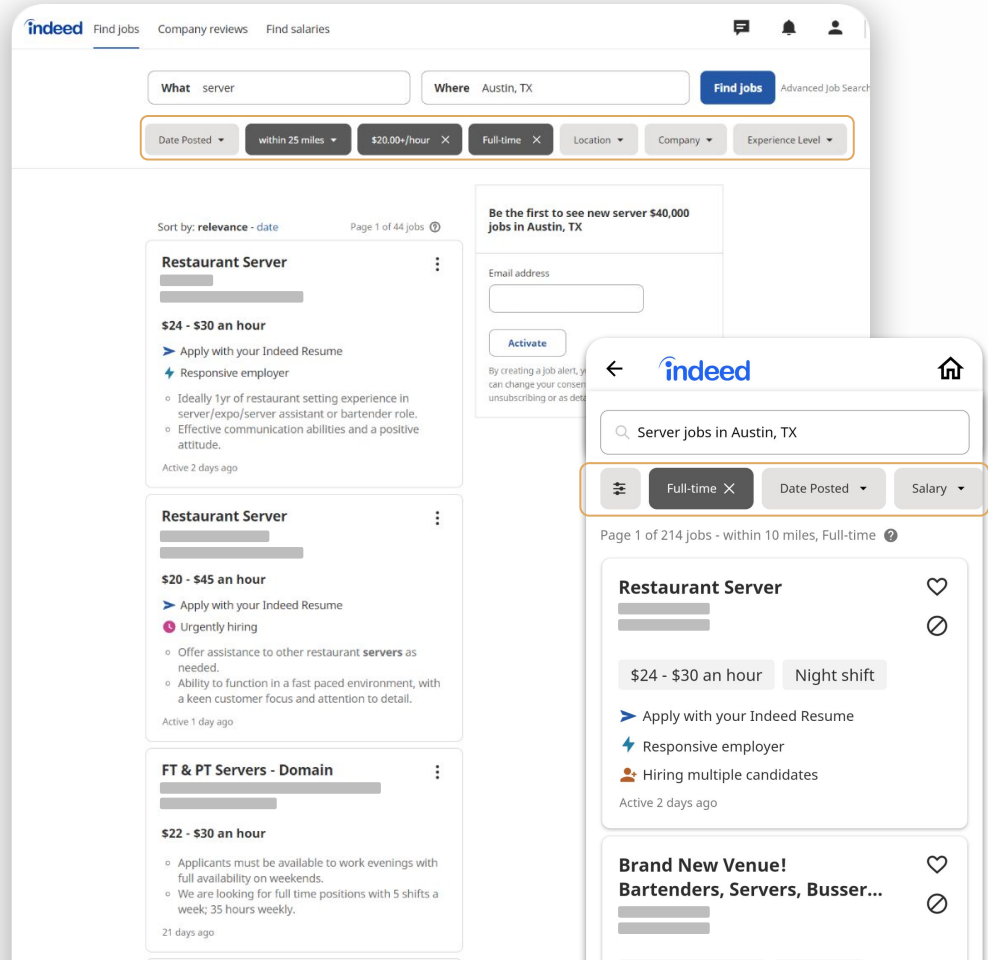 indeed Find jobs Company reviews Find salaries
What server
Where Austin, TX
Find jobs
Advanced Job Search
Date Posted
within 25 miles
$20.00+/hour
Full-time
Location
Company
Experience Level
Sort by: relevance - date
Page 1 of 44 jobs
Restaurant Server
$24 - $30 an hour
Apply with your Indeed Resume
Responsive employer
Ideally 1yr of restaurant setting experience in
server/expo/server assistant or bartender role.
Effective communication abilities and a positive
attitude.
Active 2 days ago
Restaurant Server
$20 - $45 an hour
Apply with your Indeed Resume
Urgently hiring
Offer assistance to other restaurant servers as
needed.
Ability to function in a fast paced environment, with
a keen customer focus and attention to detail.
Active 1 day ago
FT & PT Servers - Domain
$22 - $30 an hour
Applicants must be available to work evenings with
full availability on weekends.
We are looking for full time positions with 5 shifts a
week; 35 hours weekly.
21 days ago
Be the first to see new server $40,000
jobs in Austin, TX
Email address
Activate
By creating a job alert,
can change your consen
unsubscribing or as deta
indeed
Server jobs in Austin, TX
Full-time
Date Posted
Salary
Page 1 of 214 jobs - within 10 miles, Full-time
Restaurant Server
$24 - $30 an hour
Night shift
Apply with your Indeed Resume
Responsive employer
Hiring multiple candidates
Active 2 days ago
Brand New Venue!
Bartenders, Servers, Busser...